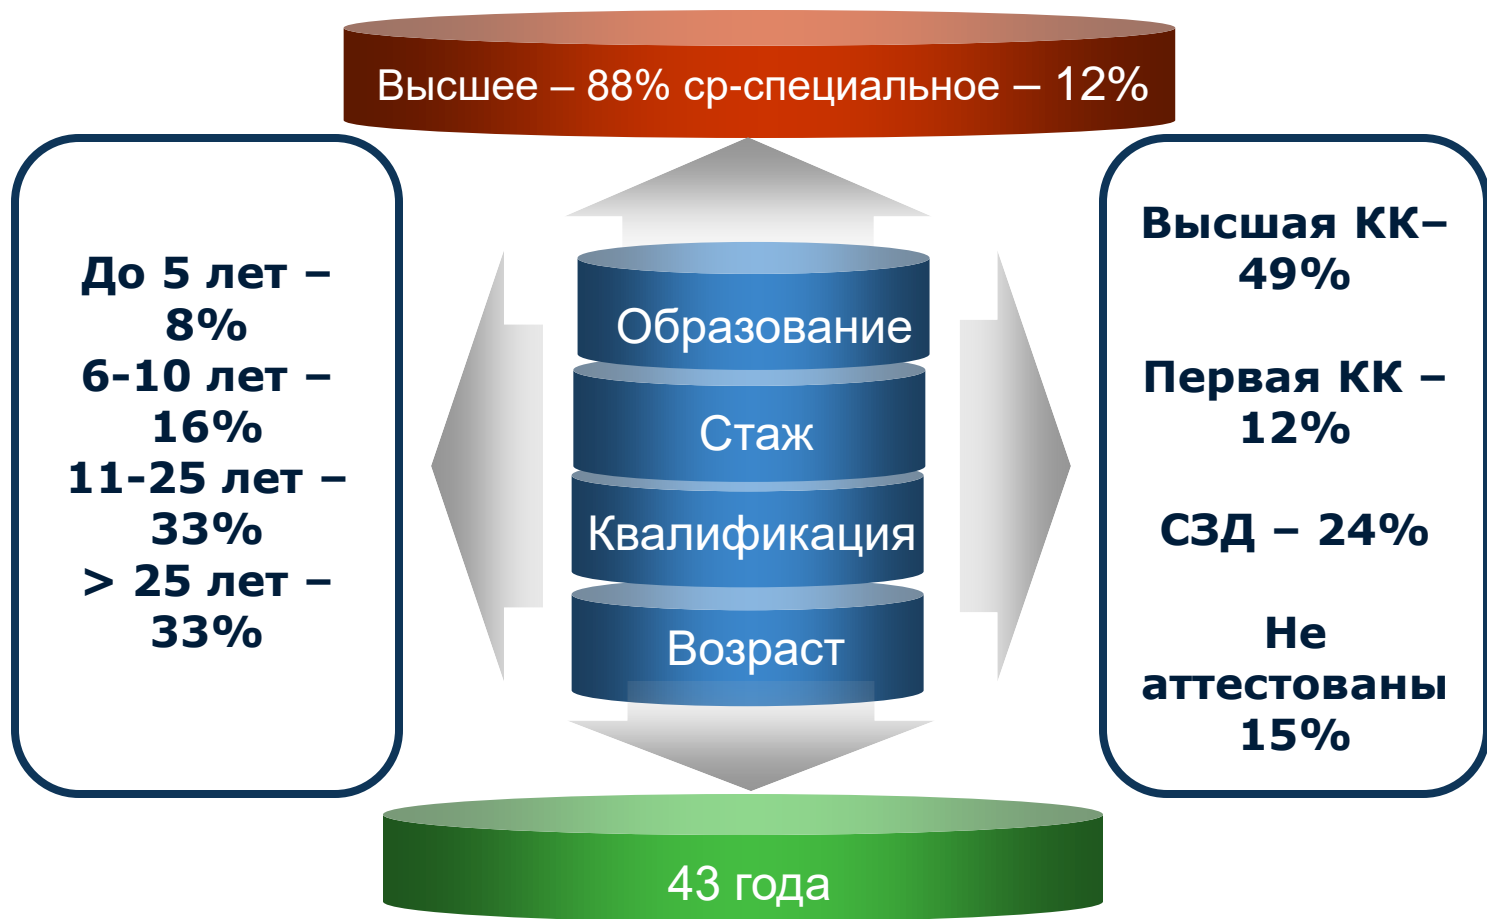 Высшее – 88% ср-специальное – 12%
До 5 лет –
8%
6-10 лет –
16%
11-25 лет –
33%
> 25 лет –
33%
Образование
Стаж
Квалификация
Возраст
Высшая КК–
49%
Первая КК –
12%
СЗД – 24%
Не
аттестованы
15%
43 года